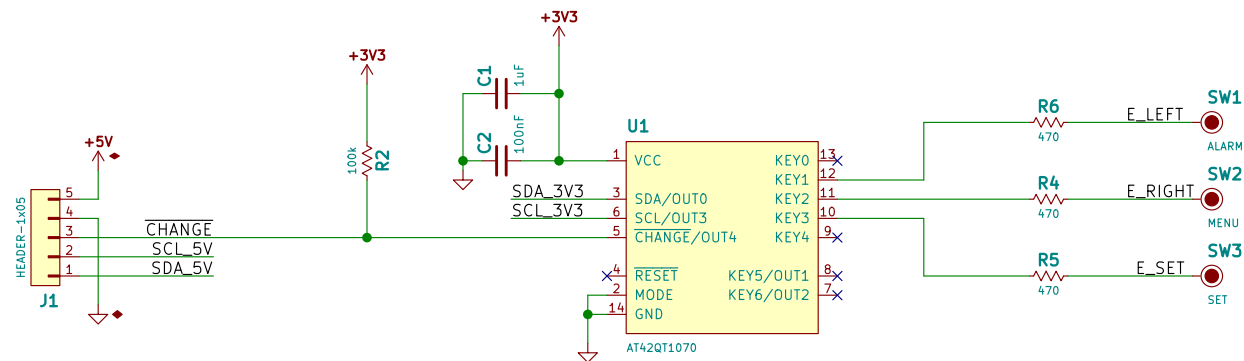 +3V3
+3V3
C1
1uF
C2
100nF
R2
100k
+5V
HEADER-1x05
5
4
3
2
1
CHANGE
SCL_5V
SDA_5V
J1
SDA_3V3
SCL_3V3
U1
1 VCC
3 SDA/OUT0
6 SCL/OUT3
5 CHANGE/OUT4
4 RESET
2 MODE
14 GND
KEY0 13
KEY1 12
KEY2 11
KEY3 10
KEY4 9
KEY5/OUT1 8
KEY6/OUT2 7
AT42QT1070
R6
470
E_LEFT
SW1
ALARM
R4
470
E_RIGHT
SW2
MENU
R5
470
E_SET
SW3
SET